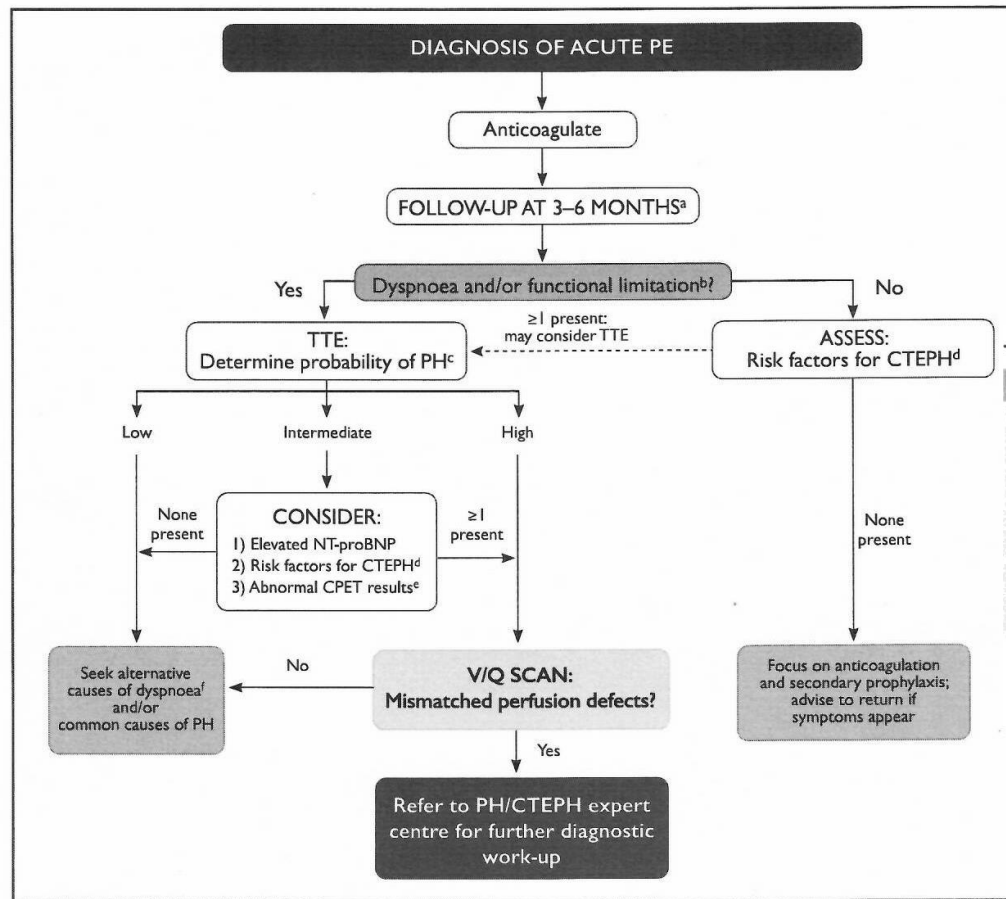 DIAGNOSIS OF ACUTE PE
Anticoagulate
FOLLOW-UP AT 3–6 MONTHSᵃ
Dyspnoea and/or functional limitationᵇ?
Yes
No
TTE:
Determine probability of PHᶜ
≥1 present:
may consider TTE
ASSESS:
Risk factors for CTEPHᵈ
Low
Intermediate
High
None
present
CONSIDER:
1) Elevated NT-proBNP
2) Risk factors for CTEPHᵈ
3) Abnormal CPET resultsᵉ
≥1
present
None
present
Seek alternative
causes of dyspnoeaᶠ
and/or
common causes of PH
No
V/Q SCAN:
Mismatched perfusion defects?
Focus on anticoagulation
and secondary prophylaxis;
advise to return if
symptoms appear
Yes
Refer to PH/CTEPH expert
centre for further diagnostic
work-up